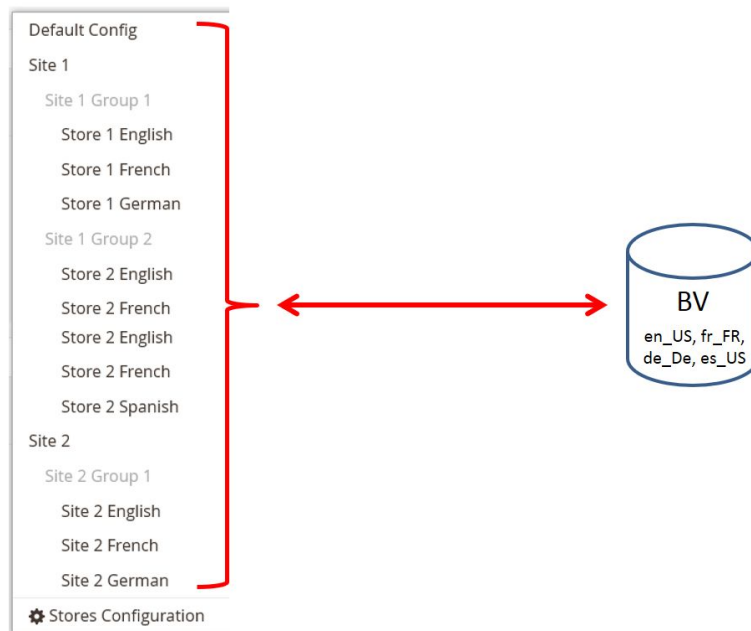 Default Config
Site 1
Site 1 Group 1
Store 1 English
Store 1 French
Store 1 German
Site 1 Group 2
Store 2 English
Store 2 French
Store 2 English
Store 2 French
Store 2 Spanish
Site 2
Site 2 Group 1
Site 2 English
Site 2 French
Site 2 German
Stores Configuration
BV
en_US, fr_FR,
de_De, es_US